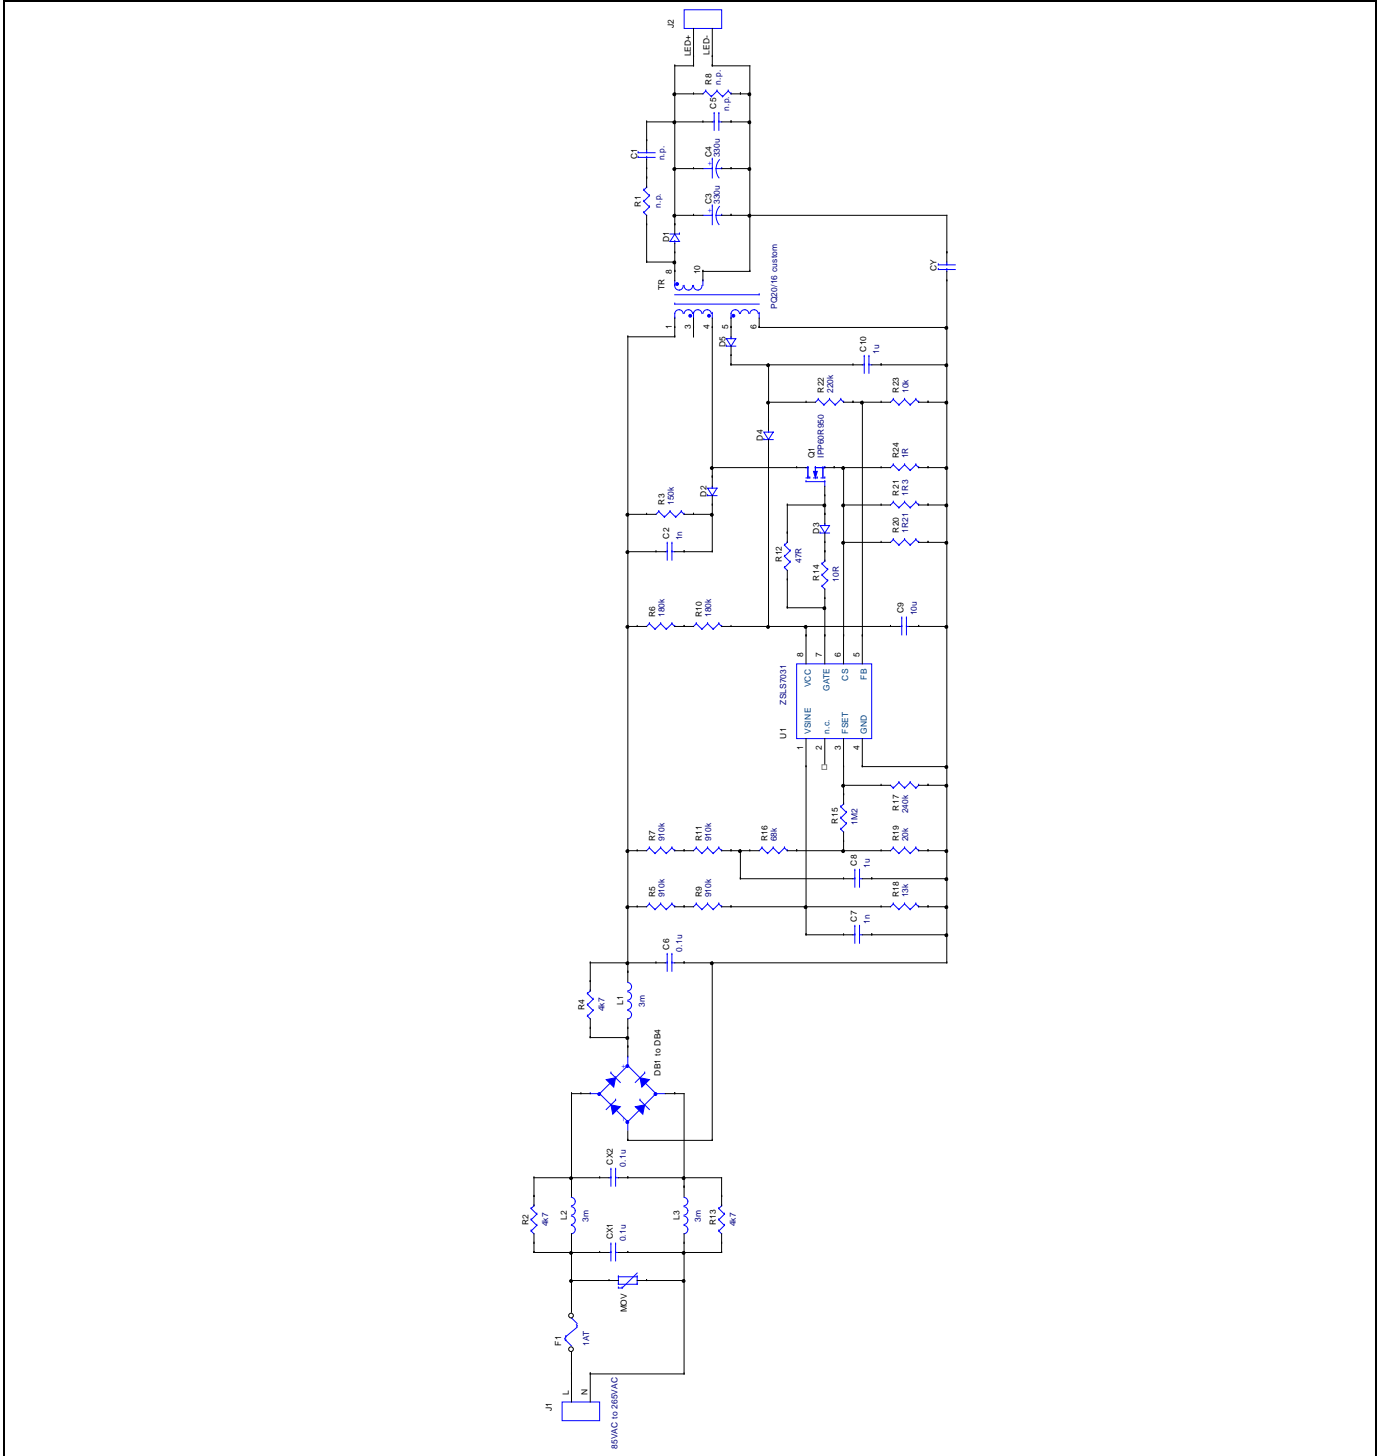 J1
85VAC to 265VAC
L
N
F1
1AT
MOV
R2
4k7
L2
3m
CX1
0.1u
CX2
0.1u
L3
3m
R13
4k7
DB1 to DB4
+
-
R4
4k7
L1
3m
C6
0.1u
R5
910k
R9
910k
C7
1n
R18
13k
R7
910k
R11
910k
R16
68k
C8
1u
R19
20k
R15
1M2
R17
240k
U1
ZSLS7031
1
VSINE
2
n.c.
3
FSET
4
GND
8
VCC
7
GATE
6
CS
5
FB
R6
180k
R10
180k
C9
10u
C2
1n
R3
150k
D2
R12
47R
R14
10R
D3
Q1
IPP60R950
D4
R20
1R21
R21
1R3
R24
1R
R22
220k
R23
10k
C10
1u
D5
1
3
4
5
6
TR
8
10
PQ20/16 custom
CY
D1
R1
n.p.
C1
n.p.
C3
330u
+
C4
330u
+
C5
n.p.
R8
n.p.
LED+
LED-
J2